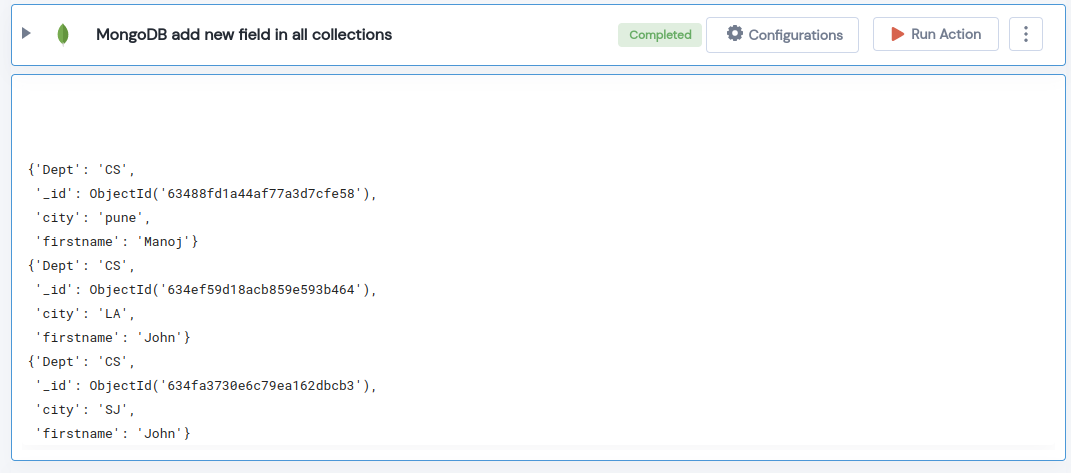 MongoDB add new field in all collections
Completed
Configurations
Run Action
{'Dept': 'CS',
 '_id': ObjectId('63488fd1a44af77a3d7cfe58'),
 'city': 'pune',
 'firstname': 'Manoj'}
{'Dept': 'CS',
 '_id': ObjectId('634ef59d18acb859e593b464'),
 'city': 'LA',
 'firstname': 'John'}
{'Dept': 'CS',
 '_id': ObjectId('634fa3730e6c79ea162dbcb3'),
 'city': 'SJ',
 'firstname': 'John'}